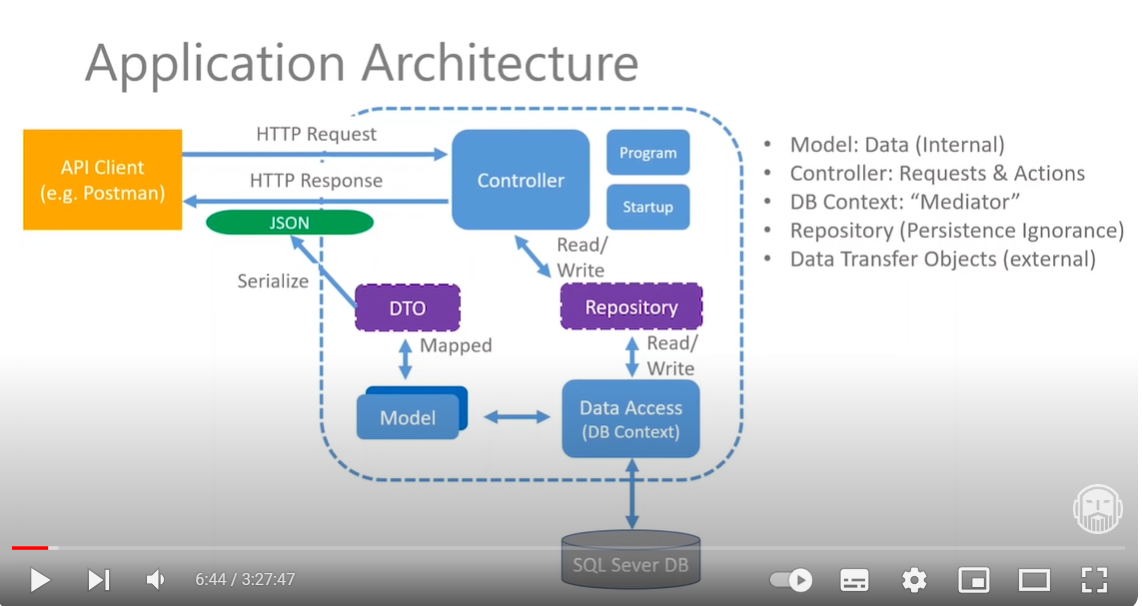 Application Architecture
API Client
(e.g. Postman)
HTTP Request
HTTP Response
JSON
Serialize
Controller
Program
Startup
Read/
Write
DTO
Repository
Mapped
Read/
Write
Model
Data Access
(DB Context)
SQL Sever DB
• Model: Data (Internal)
• Controller: Requests & Actions
• DB Context: “Mediator”
• Repository (Persistence Ignorance)
• Data Transfer Objects (external)
6:44 / 3:27:47